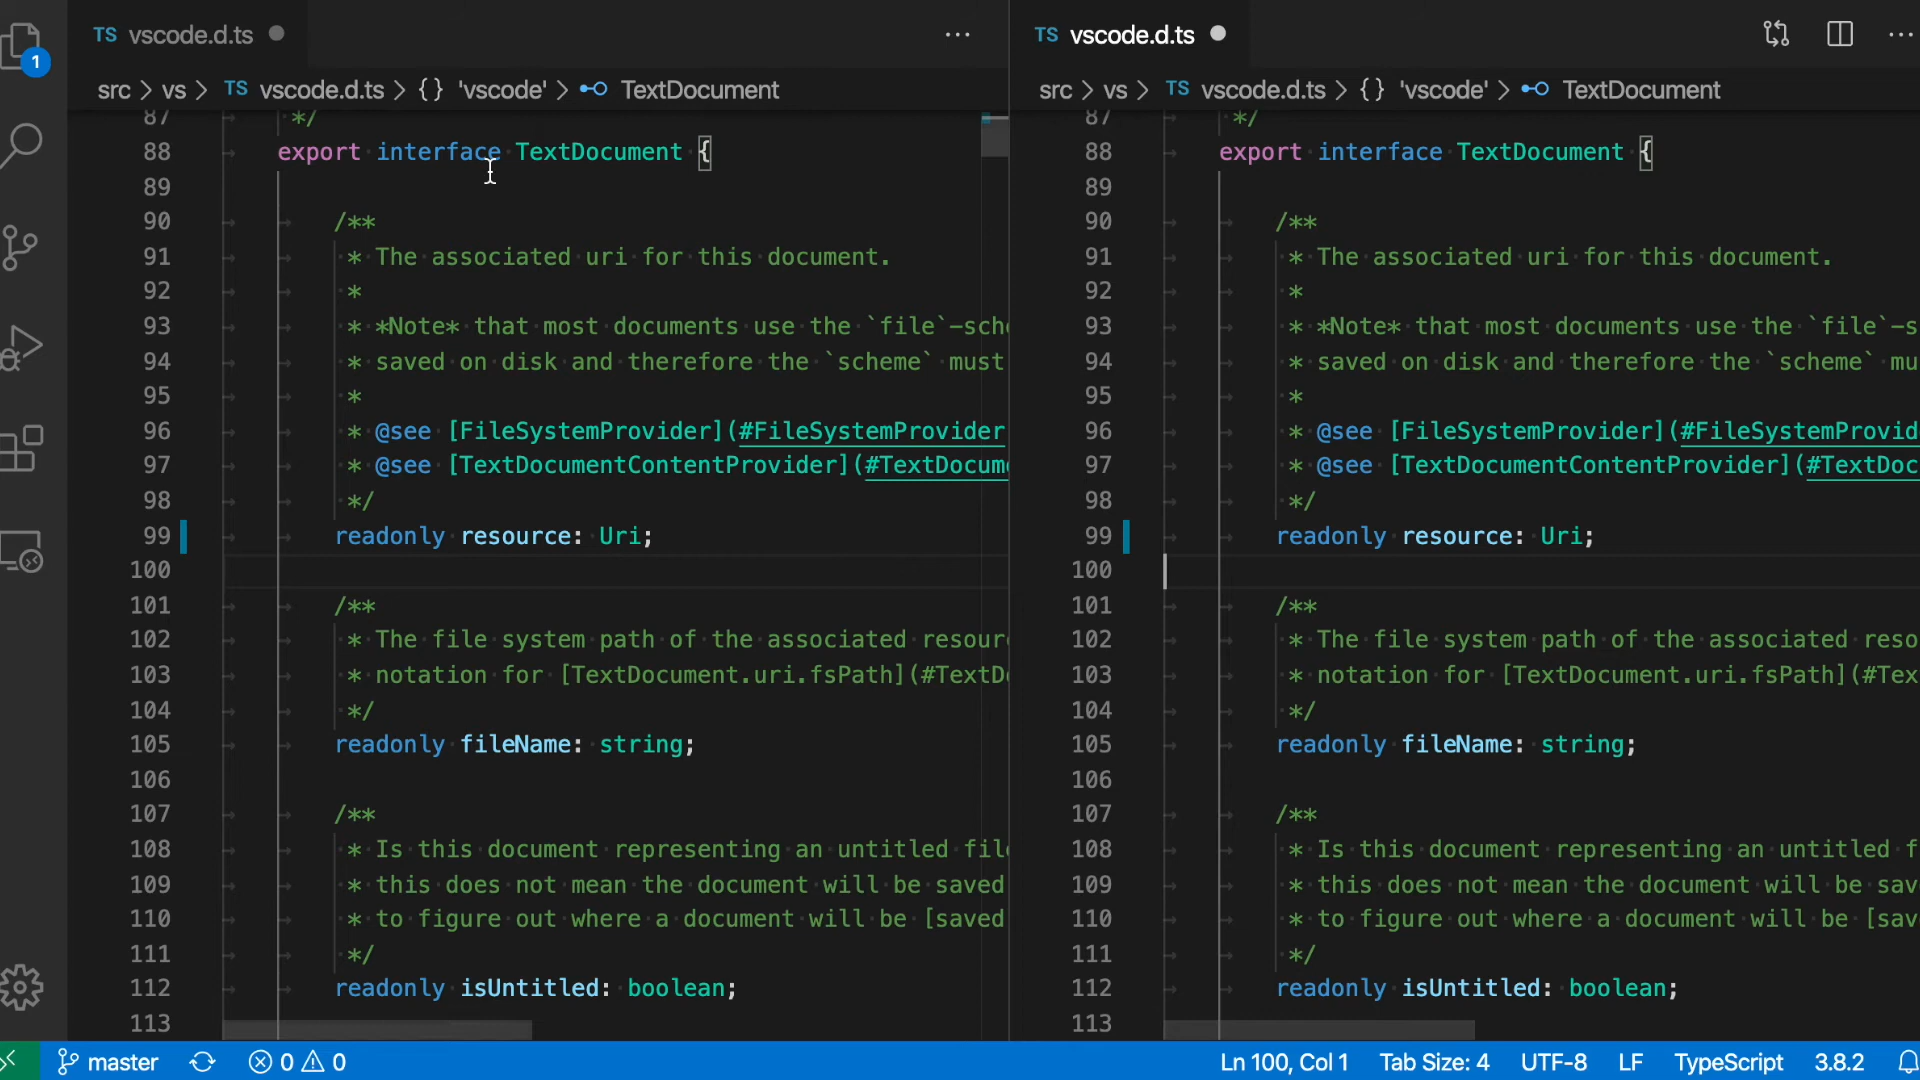 TS vscode.d.ts
src > vs > TS vscode.d.ts > {} 'vscode' > TextDocument
87 */
88 export interface TextDocument {
89
90 /**
91 * The associated uri for this document.
92 *
93 * *Note* that most documents use the `file`-sche
94 * saved on disk and therefore the `scheme` must
95 *
96 * @see [FileSystemProvider](#FileSystemProvider
97 * @see [TextDocumentContentProvider](#TextDocume
98 */
99 readonly resource: Uri;
100
101 /**
102 * The file system path of the associated resour
103 * notation for [TextDocument.uri.fsPath](#TextDo
104 */
105 readonly fileName: string;
106
107 /**
108 * Is this document representing an untitled file
109 * this does not mean the document will be saved
110 * to figure out where a document will be [saved
111 */
112 readonly isUntitled: boolean;
113
TS vscode.d.ts
src > vs > TS vscode.d.ts > {} 'vscode' > TextDocument
87 */
88 export interface TextDocument {
89
90 /**
91 * The associated uri for this document.
92 *
93 * *Note* that most documents use the `file`-s
94 * saved on disk and therefore the `scheme` mu
95 *
96 * @see [FileSystemProvider](#FileSystemProvid
97 * @see [TextDocumentContentProvider](#TextDoc
98 */
99 readonly resource: Uri;
100
101 /**
102 * The file system path of the associated reso
103 * notation for [TextDocument.uri.fsPath](#Tex
104 */
105 readonly fileName: string;
106
107 /**
108 * Is this document representing an untitled f
109 * this does not mean the document will be sav
110 * to figure out where a document will be [sav
111 */
112 readonly isUntitled: boolean;
113
1
master 0 0 Ln 100, Col 1 Tab Size: 4 UTF-8 LF TypeScript 3.8.2